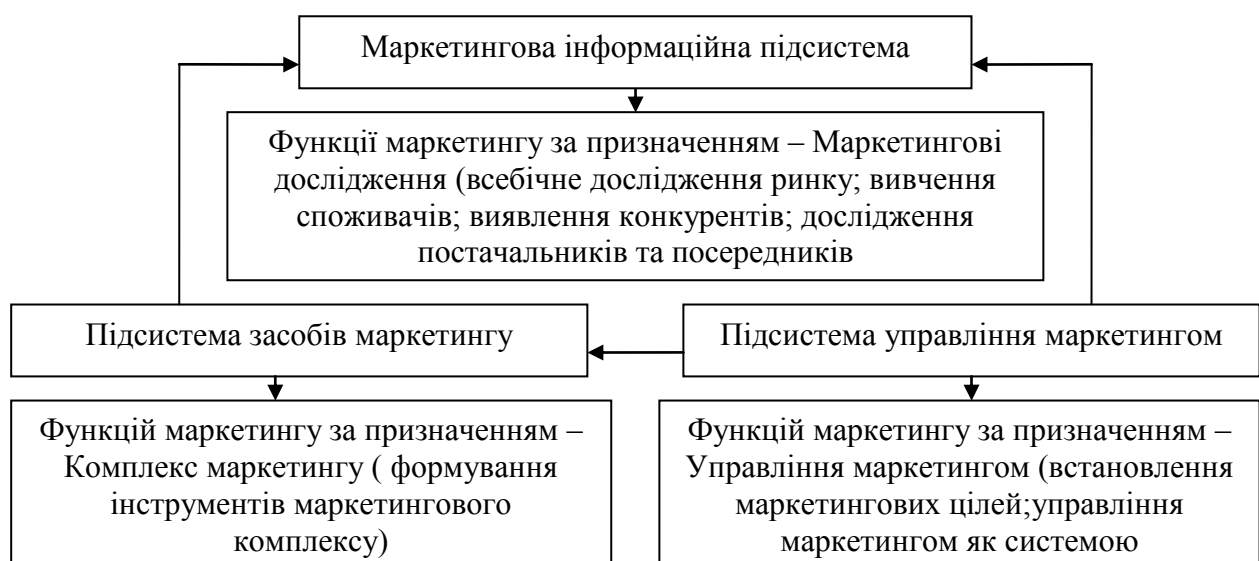 Маркетингова інформаційна підсистема
Функції маркетингу за призначенням – Маркетингові
дослідження (всебічне дослідження ринку; вивчення
споживачів; виявлення конкурентів; дослідження
постачальників та посередників
Підсистема засобів маркетингу
Підсистема управління маркетингом
Функцій маркетингу за призначенням –
Комплекс маркетингу ( формування
інструментів маркетингового
комплексу)
Функцій маркетингу за призначенням –
Управління маркетингом (встановлення
маркетингових цілей;управління
маркетингом як системою